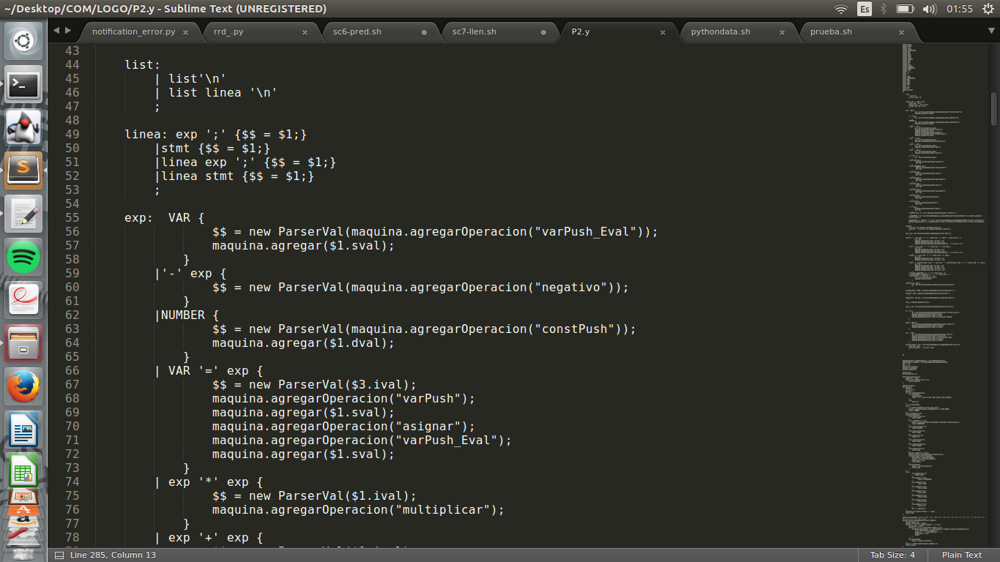 ~/Desktop/COM/LOGO/P2.y - Sublime Text (UNREGISTERED)
Es
01:55
notification_error.py
rrd_.py
sc6-pred.sh
sc7-llen.sh
P2.y
pythondata.sh
prueba.sh
43
44 list:
45 | list'\n'
46 | list linea '\n'
47 ;
48
49 linea: exp ';' {$$ = $1;}
50 |stmt {$$ = $1;}
51 |linea exp ';' {$$ = $1;}
52 |linea stmt {$$ = $1;}
53 ;
54
55 exp: VAR {
56 $$ = new ParserVal(maquina.agregarOperacion("varPush_Eval"));
57 maquina.agregar($1.sval);
58 }
59 |'-' exp {
60 $$ = new ParserVal(maquina.agregarOperacion("negativo"));
61 }
62 |NUMBER {
63 $$ = new ParserVal(maquina.agregarOperacion("constPush"));
64 maquina.agregar($1.dval);
65 }
66 | VAR '=' exp {
67 $$ = new ParserVal($3.ival);
68 maquina.agregarOperacion("varPush");
69 maquina.agregar($1.sval);
70 maquina.agregarOperacion("asignar");
71 maquina.agregarOperacion("varPush_Eval");
72 maquina.agregar($1.sval);
73 }
74 | exp '*' exp {
75 $$ = new ParserVal($1.ival);
76 maquina.agregarOperacion("multiplicar");
77 }
78 | exp '+' exp {
Line 285, Column 13
Tab Size: 4
Plain Text